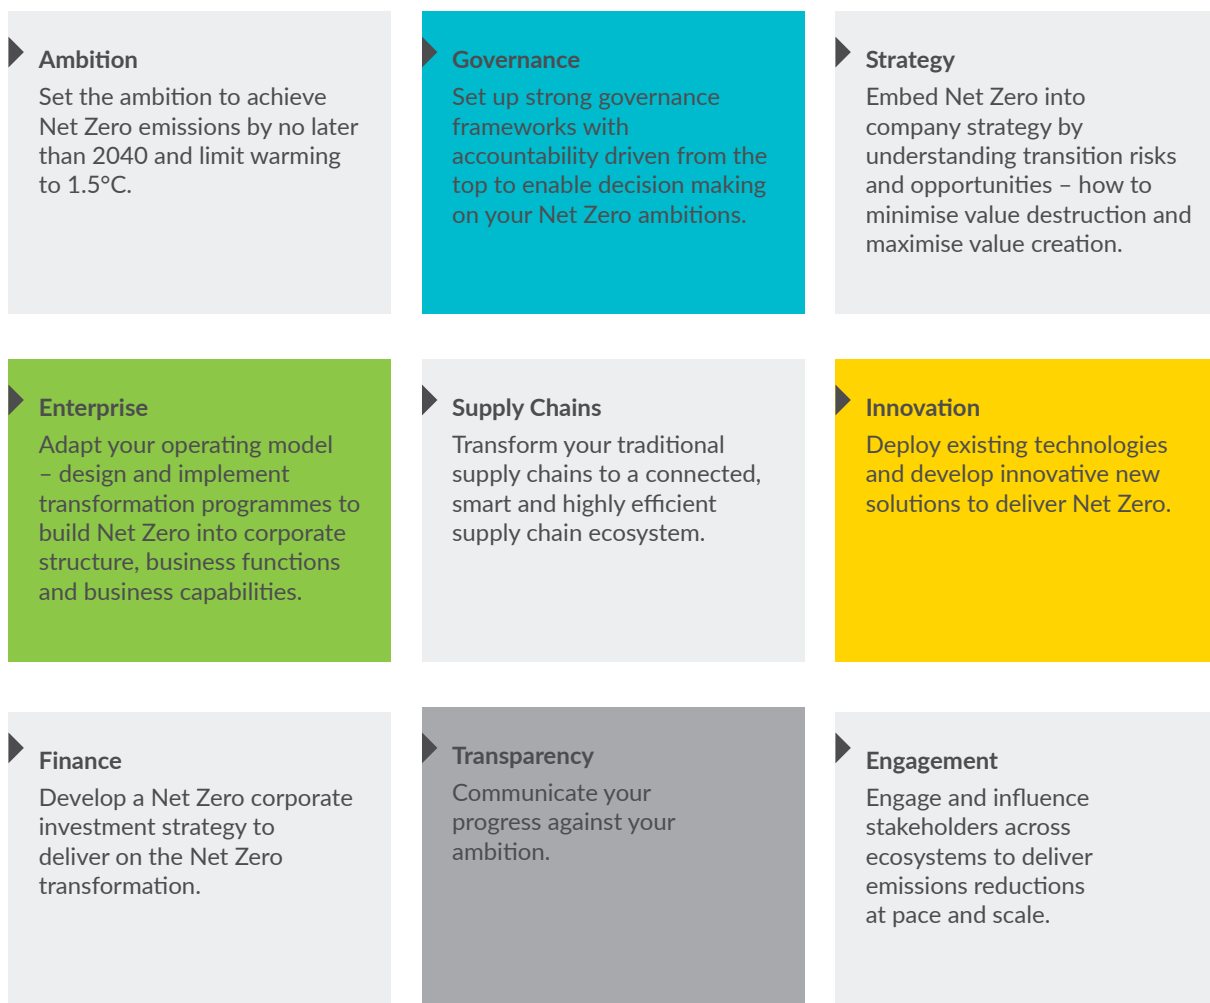 Ambition
Set the ambition to achieve
Net Zero emissions by no later
than 2040 and limit warming
to 1.5°C.
Governance
Set up strong governance
frameworks with
accountability driven from the
top to enable decision making
on your Net Zero ambitions.
Strategy
Embed Net Zero into
company strategy by
understanding transition risks
and opportunities – how to
minimise value destruction and
maximise value creation.
Enterprise
Adapt your operating model
– design and implement
transformation programmes to
build Net Zero into corporate
structure, business functions
and business capabilities.
Supply Chains
Transform your traditional
supply chains to a connected,
smart and highly efficient
supply chain ecosystem.
Innovation
Deploy existing technologies
and develop innovative new
solutions to deliver Net Zero.
Finance
Develop a Net Zero corporate
investment strategy to
deliver on the Net Zero
transformation.
Transparency
Communicate your
progress against your
ambition.
Engagement
Engage and influence
stakeholders across
ecosystems to deliver
emissions reductions
at pace and scale.